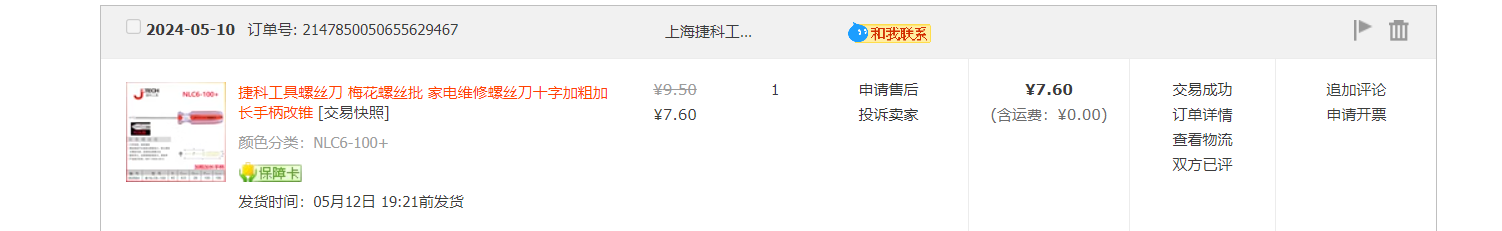 2024-05-10 订单号: 2147850050655629467 上海捷科工... 和我联系
JETECH NLC6-100+
捷科工具螺丝刀 梅花螺丝批 家电维修螺丝刀十字加粗加 ¥9.50 1 申请售后 ¥7.60 交易成功 追加评论
长手柄改锥 [交易快照] ¥7.60 投诉卖家 (含运费: ¥0.00) 订单详情 申请开票
颜色分类: NLC6-100+ 查看物流
保障卡 双方已评
发货时间: 05月12日 19:21前发货